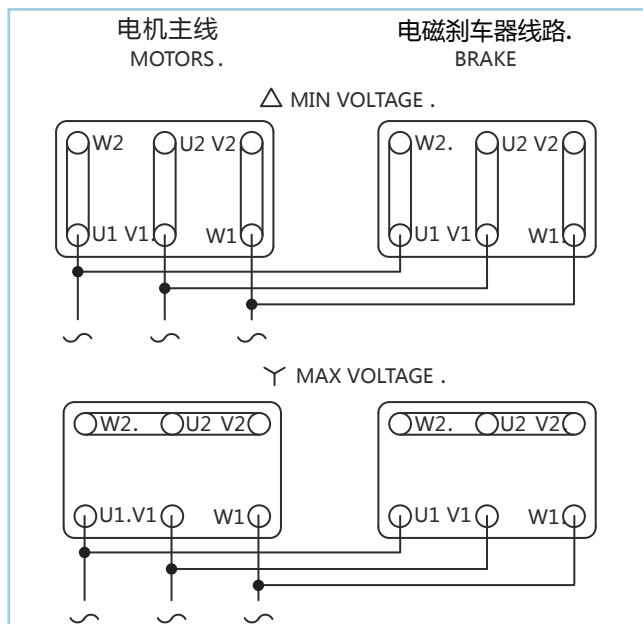 电机主线 电磁刹车器线路.
MOTORS. BRAKE
△ MIN VOLTAGE .
W2 U2 V2 W2. U2 V2
U1 V1. W1 U1 V1 W1.
MAX VOLTAGE .
W2. U2 V2 W2. U2 V2
U1.V1 W1 U1 V1 W1.